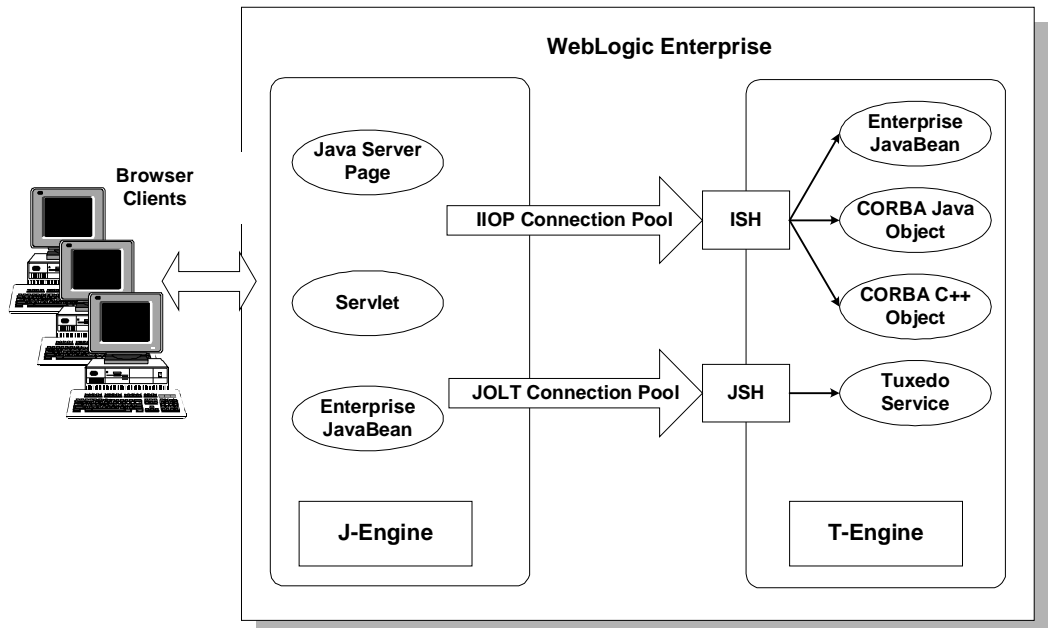 WebLogic Enterprise
Browser
Clients
Java Server
Page
Servlet
Enterprise
JavaBean
J-Engine
IIOP Connection Pool
JOLT Connection Pool
ISH
JSH
Enterprise
JavaBean
CORBA Java
Object
CORBA C++
Object
Tuxedo
Service
T-Engine